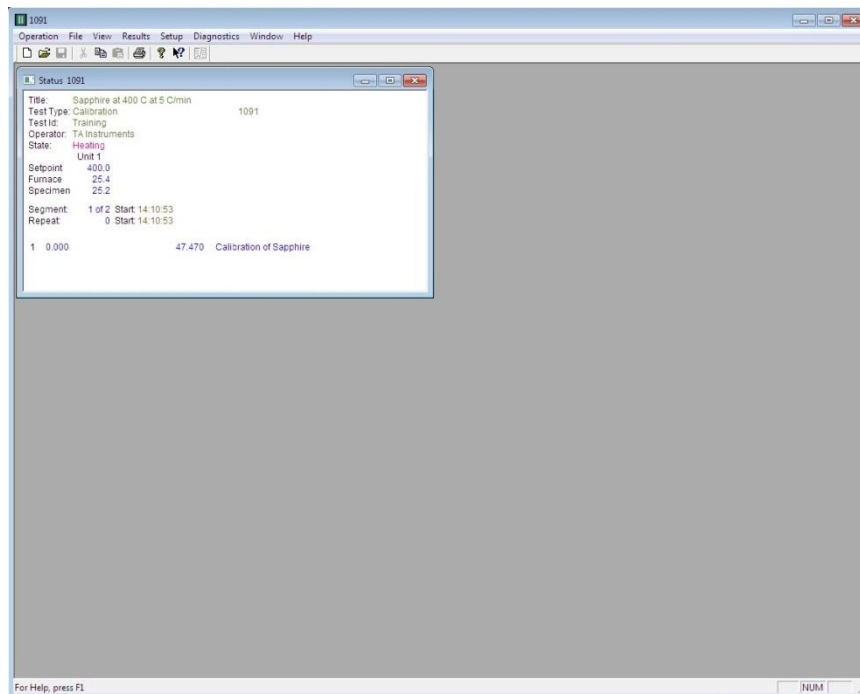 1091
Operation File View Results Setup Diagnostics Window Help
Status 1091
Title: Sapphire at 400 C at 5 C/min
Test Type: Calibration 1091
Test Id: Training
Operator: TA Instruments
State: Heating
Unit 1
Setpoint 400.0
Furnace 25.4
Specimen 25.2
Segment: 1 of 2 Start: 14:10:53
Repeat: 0 Start: 14:10:53
1 0.000 47.470 Calibration of Sapphire
For Help, press F1 NUM